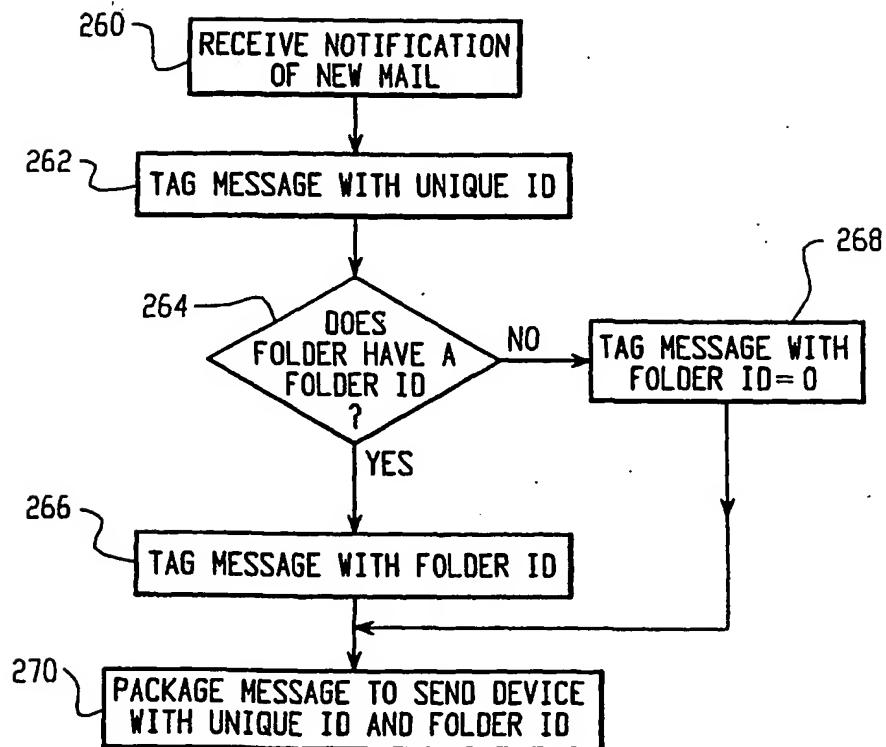 260
RECEIVE NOTIFICATION
OF NEW MAIL
262
TAG MESSAGE WITH UNIQUE ID
264
DOES
FOLDER HAVE A
FOLDER ID
?
NO
268
TAG MESSAGE WITH
FOLDER ID=0
YES
266
TAG MESSAGE WITH FOLDER ID
270
PACKAGE MESSAGE TO SEND DEVICE
WITH UNIQUE ID AND FOLDER ID